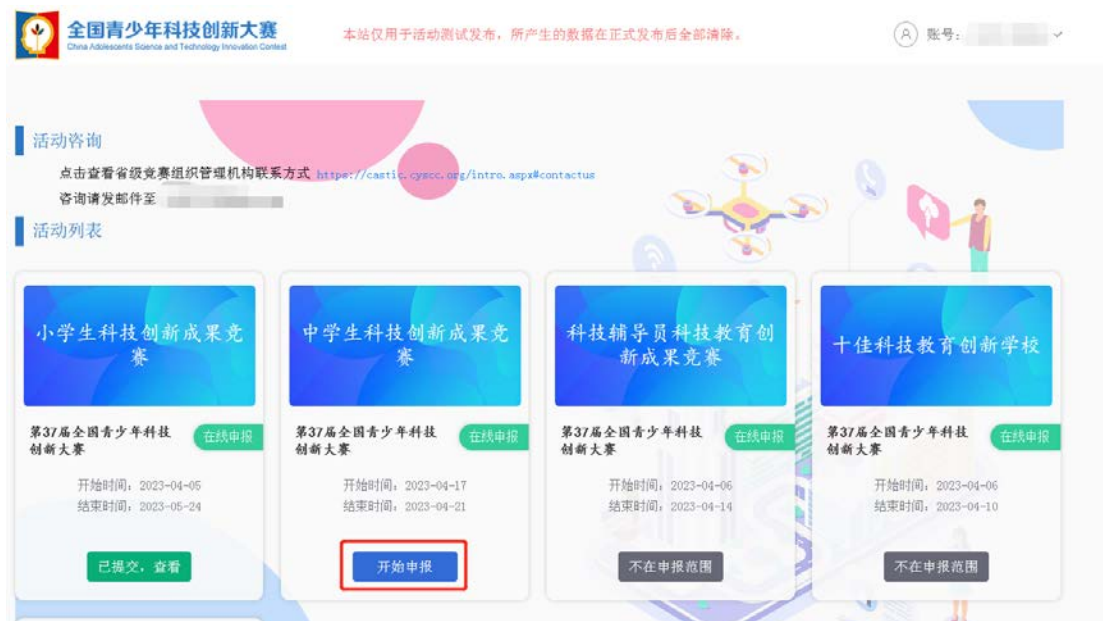 全国青少年科技创新大赛
China Adolescents Science and Technology Innovation Contest
本站仅用于活动测试发布，所产生的数据在正式发布后全部清除。
账号：
活动咨询
点击查看省级竞赛组织管理机构联系方式 https://castic.cyscc.org/intro.aspx#contactus
咨询请发邮件至
活动列表
小学生科技创新成果竞
赛
第37届全国青少年科技
创新大赛
在线申报
开始时间：2023-04-05
结束时间：2023-05-24
已提交，查看
中学生科技创新成果竞
赛
第37届全国青少年科技
创新大赛
在线申报
开始时间：2023-04-17
结束时间：2023-04-21
开始申报
科技辅导员科技教育创
新成果竞赛
第37届全国青少年科技
创新大赛
在线申报
开始时间：2023-04-06
结束时间：2023-04-14
不在申报范围
十佳科技教育创新学校
第37届全国青少年科技
创新大赛
在线申报
开始时间：2023-04-06
结束时间：2023-04-10
不在申报范围